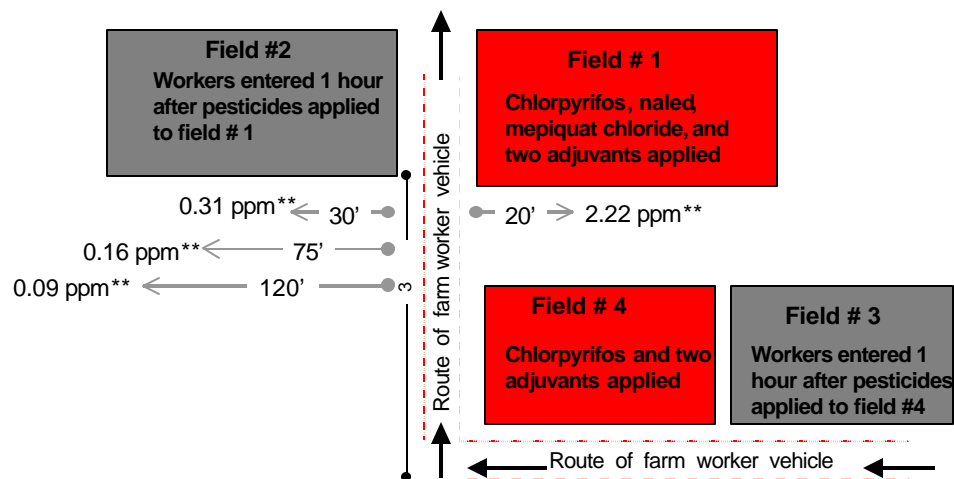 Field #2
Workers entered 1 hour
after pesticides applied
to field # 1
Field # 1
Chlorpyrifos, naled,
mepiquat chloride, and
two adjuvants applied
0.31 ppm**
30’
20’
2.22 ppm**
0.16 ppm**
75’
0.09 ppm**
120’
3
Route of farm worker vehicle
Field # 4
Chlorpyrifos and two
adjuvants applied
Field # 3
Workers entered 1
hour after pesticides
applied to field #4
Route of farm worker vehicle